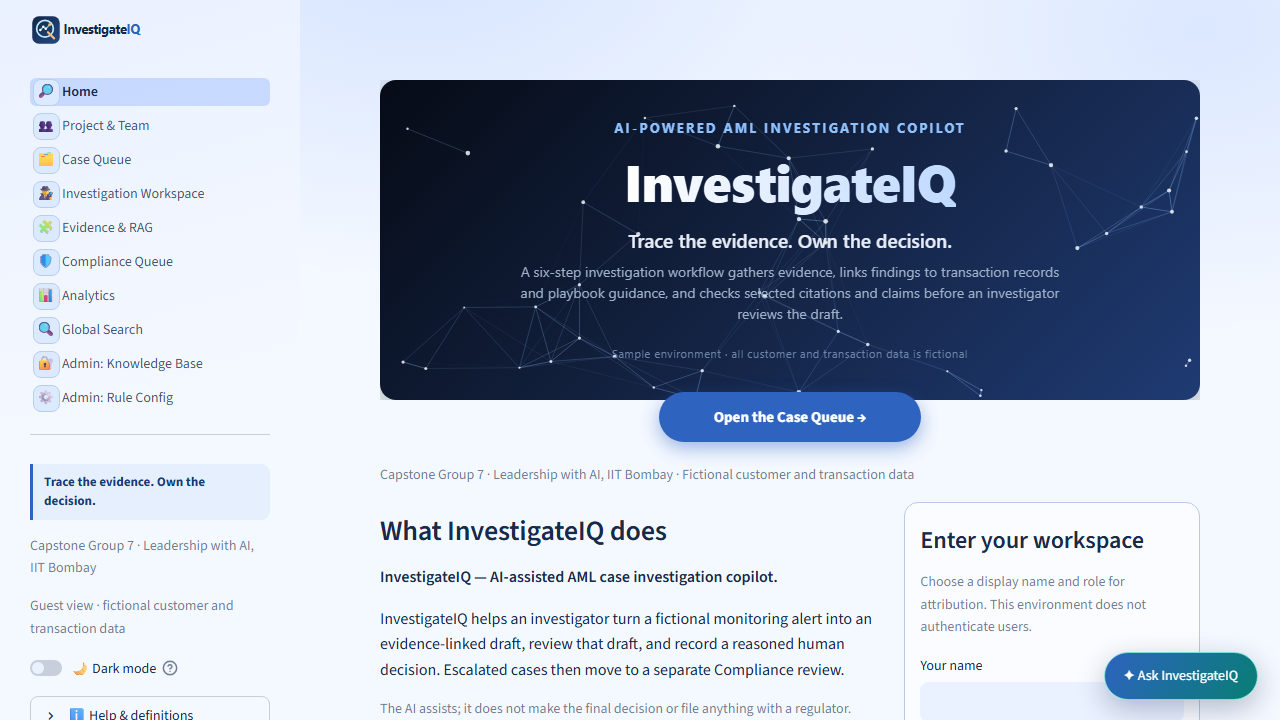 InvestigateIQ
Home
Project & Team
Case Queue
Investigation Workspace
Evidence & RAG
Compliance Queue
Analytics
Global Search
Admin: Knowledge Base
Admin: Rule Config
Trace the evidence. Own the
decision.
Capstone Group 7 · Leadership with AI,
IIT Bombay
Guest view · fictional customer and
transaction data
Dark mode ?
Help & definitions
AI-POWERED AML INVESTIGATION COPILOT
InvestigateIQ
Trace the evidence. Own the decision.
A six-step investigation workflow gathers evidence, links findings to transaction records
and playbook guidance, and checks selected citations and claims before an investigator
reviews the draft.
Sample environment · all customer and transaction data is fictional
Open the Case Queue →
Capstone Group 7 · Leadership with AI, IIT Bombay · Fictional customer and transaction data
What InvestigateIQ does
InvestigateIQ — AI-assisted AML case investigation copilot.
InvestigateIQ helps an investigator turn a fictional monitoring alert into an
evidence-linked draft, review that draft, and record a reasoned human
decision. Escalated cases then move to a separate Compliance review.
The AI assists; it does not make the final decision or file anything with a regulator.
Enter your workspace
Choose a display name and role for
attribution. This environment does not
authenticate users.
Your name
✦ Ask InvestigateIQ